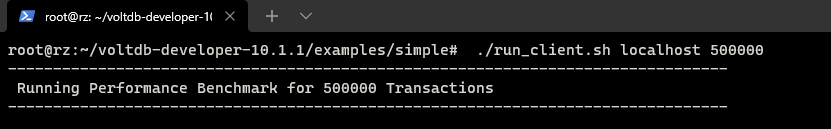 root@rz: ~/voltdb-developer-10
root@rz:~/voltdb-developer-10.1.1/examples/simple#  ./run_client.sh localhost 500000
--------------------------------------------------------------------------------
 Running Performance Benchmark for 500000 Transactions
--------------------------------------------------------------------------------